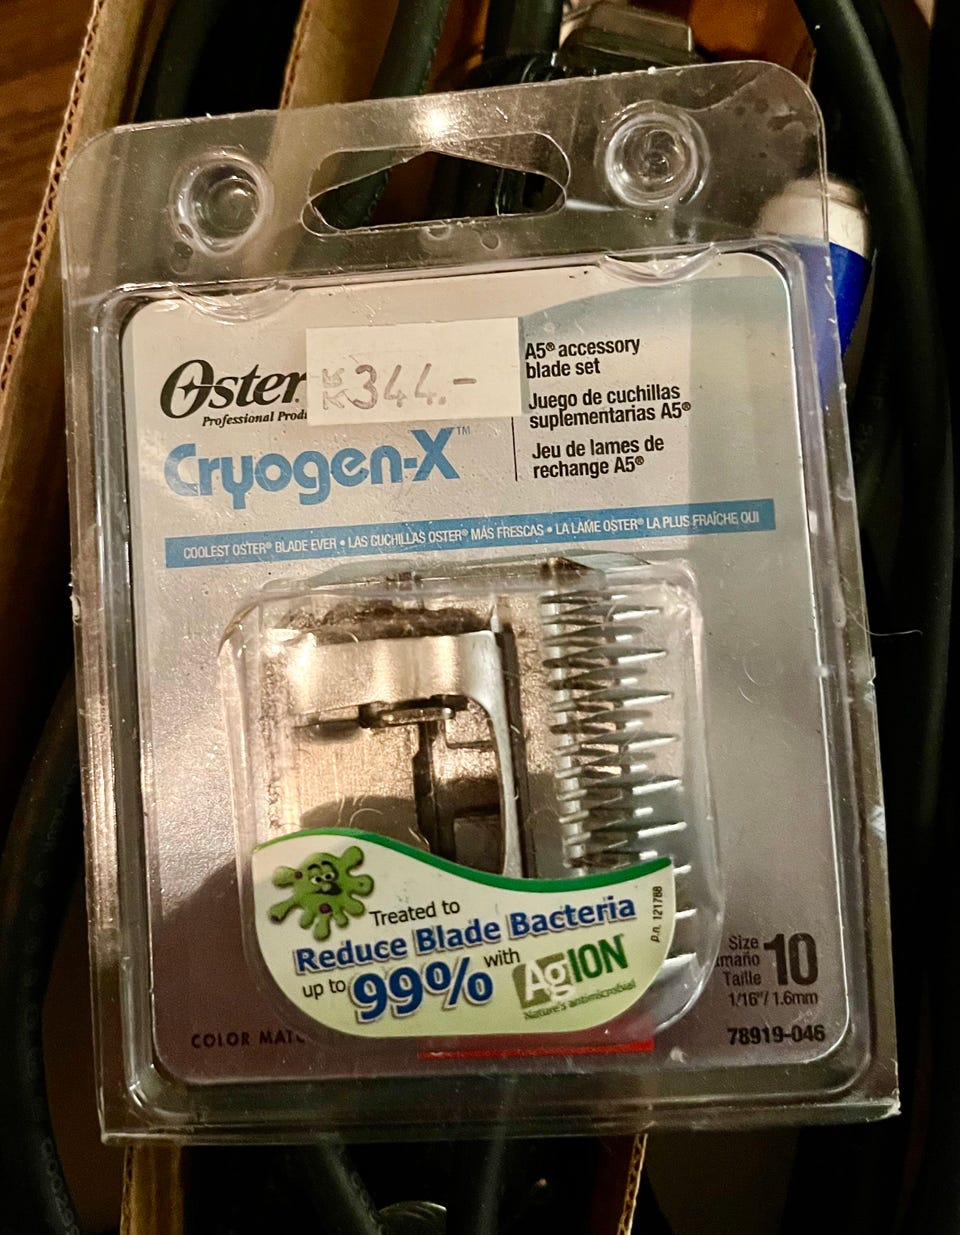 Oster
KR 344.-
Professional Prod
Cryogen-X™
A5® accessory
blade set
Juego de cuchillas
suplementarias A5®
Jeu de lames de
rechange A5®
COOLEST OSTER® BLADE EVER • LAS CUCHILLAS OSTER® MÁS FRESCAS • LA LAME OSTER® LA PLUS FRAÎCHE QUI
Treated to
Reduce Blade Bacteria
up to 99% with AgION™
Nature's antimicrobial
p.n. 121788
Size
amaño
Taille
10
1/16"/ 1.6mm
78919-046
COLOR MATC